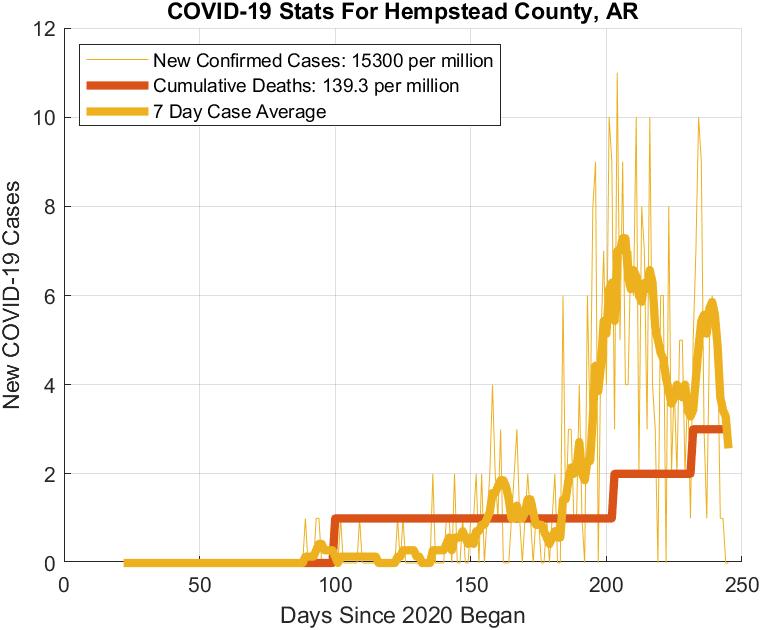 COVID-19 Stats For Hempstead County, AR
New Confirmed Cases: 15300 per million
Cumulative Deaths: 139.3 per million
7 Day Case Average
New COVID-19 Cases
12
10
8
6
4
2
0
0 50 100 150 200 250
Days Since 2020 Began